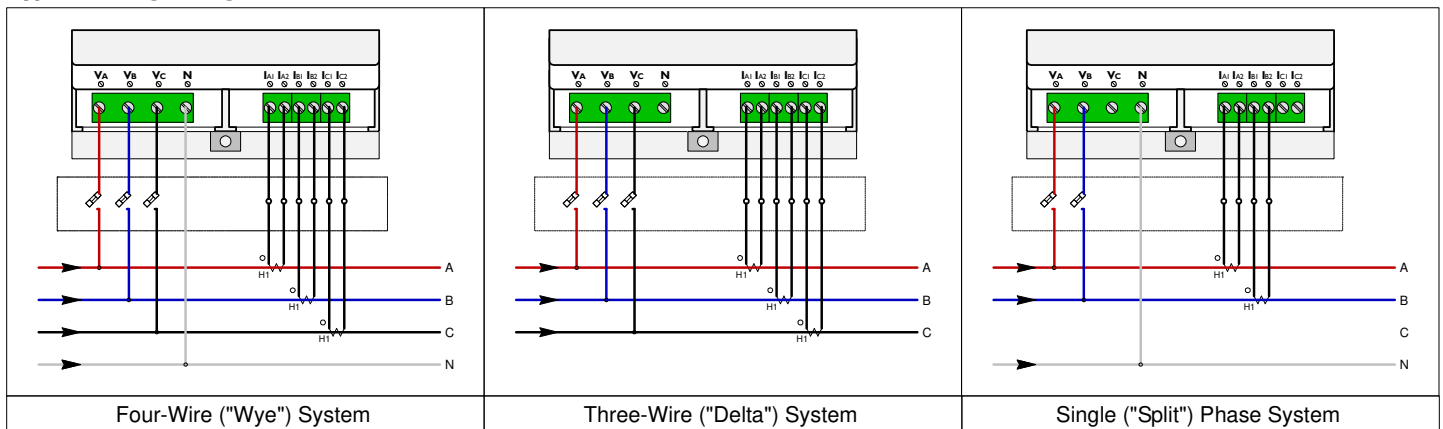 VA VB VC N IA1 IA2 IB1 IB2 IC1 IC2
H1
A
H1
B
H1
C
N
Four-Wire ("Wye") System
VA VB VC N IA1 IA2 IB1 IB2 IC1 IC2
H1
A
H1
B
H1
C
Three-Wire ("Delta") System
VA VB VC N IA1 IA2 IB1 IB2 IC1 IC2
H1
A
H1
B
C
N
Single ("Split") Phase System